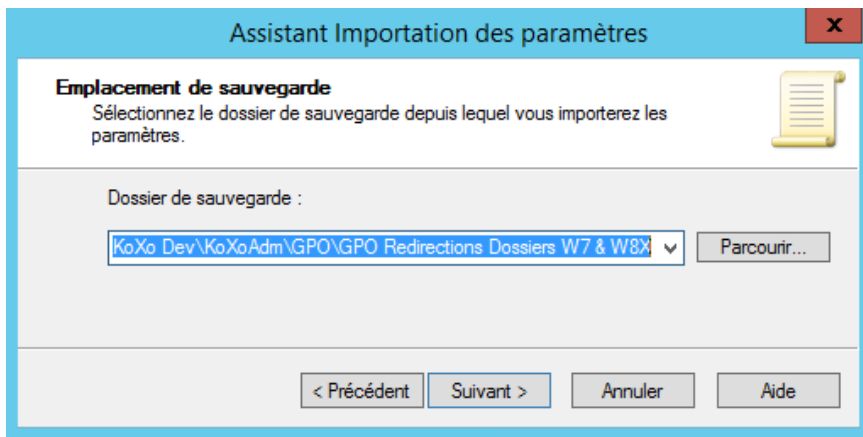 Assistant Importation des paramètres
x
Emplacement de sauvegarde
Sélectionnez le dossier de sauvegarde depuis lequel vous importerez les
paramètres.
Dossier de sauvegarde :
KoXo Dev\KoXoAdm\GPO\GPO Redirections Dossiers W7 & W8X
Parcourir...
< Précédent
Suivant >
Annuler
Aide